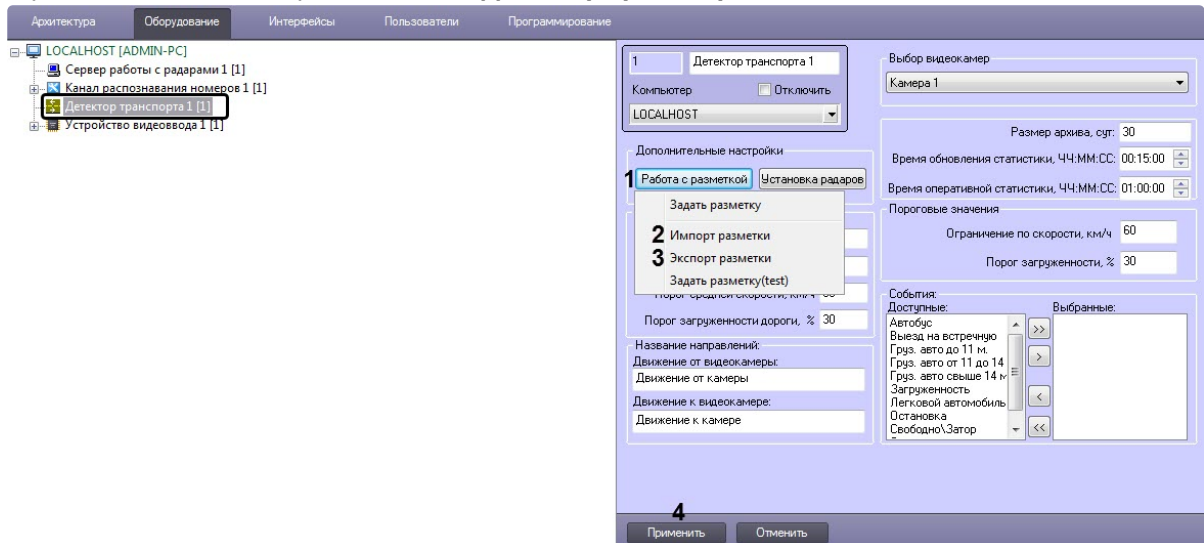 Архитектура Оборудование Интерфейсы Пользователи Программирование
LOCALHOST [ADMIN-PC]
Сервер работы с радарами 1 [1]
Канал распознавания номеров 1 [1]
Детектор транспорта 1 [1]
Устройство видеоввода 1 [1]
1 Детектор транспорта 1
Компьютер Отключить
LOCALHOST
Дополнительные настройки
1 Работа с разметкой Установка радаров
Задать разметку
2 Импорт разметки
3 Экспорт разметки
Задать разметку(test)
Порог загруженности дороги, % 30
Название направлений:
Движение от видеокамеры:
Движение от камеры
Движение к видеокамере:
Движение к камере
Выбор видеокамер
Камера 1
Размер архива, сут: 30
Время обновления статистики, ЧЧ:ММ:СС: 00:15:00
Время оперативной статистики, ЧЧ:ММ:СС: 01:00:00
Пороговые значения
Ограничение по скорости, км/ч 60
Порог загруженности, % 30
События:
Доступные: Выбранные:
Автобус
Выезд на встречную
Груз. авто до 11 м.
Груз. авто от 11 до 14
Груз. авто свыше 14 м
Загруженность
Легковой автомобиль
Остановка
Свободно\Затор
>>
>
<
<<
4
Применить Отменить